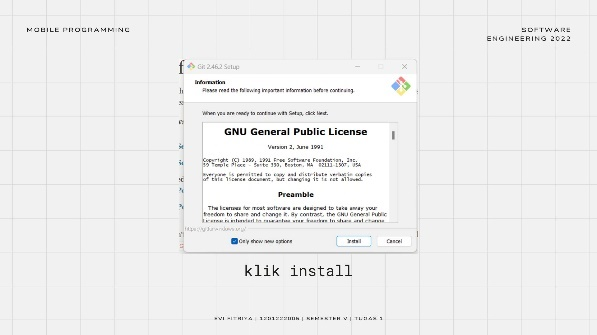 MOBILE PROGRAMMING
SOFTWARE
ENGINEERING 2022
Git 2.46.2 Setup
Information
Please read the following important information before continuing.
When you are ready to continue with Setup, click Next.
GNU General Public License
Version 2, June 1991
Copyright (C) 1989, 1991 Free Software Foundation, Inc.
59 Temple Place - Suite 330, Boston, MA 02111-1307, USA
Everyone is permitted to copy and distribute verbatim copies
of this license document, but changing it is not allowed.
Preamble
The licenses for most software are designed to take away your
freedom to share and change it. By contrast, the GNU General Public
License is intended to guarantee your freedom to share and change
https://gitforwindows.org/
Only show new options
Install
Cancel
klik install
EVI FITRIYA | 1201222005 | SEMESTER V | TUGAS 1